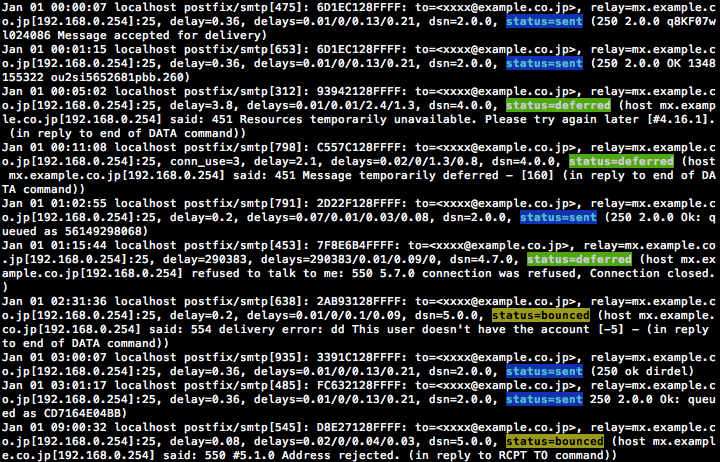 Jan 01 00:00:07 localhost postfix/smtp[475]: 6D1EC128FFFF: to=<xxxx@example.co.jp>, relay=mx.example.c
o.jp[192.168.0.254]:25, delay=0.36, delays=0.01/0.0/0.13/0.21, dsn=2.0.0, status=sent (250 2.0.0 q8KF07w
l024086 Message accepted for delivery)
Jan 01 00:01:15 localhost postfix/smtp[653]: 6D1EC128FFFF: to=<xxxx@example.co.jp>, relay=mx.example.c
o.jp[192.168.0.254]:25, delay=0.36, delays=0.01/0.0/0.13/0.21, dsn=2.0.0, status=sent (250 2.0.0 OK 1348
155322 ou2si5652681pbb.260)
Jan 01 00:05:02 localhost postfix/smtp[312]: 93942128FFFF: to=<xxxx@example.co.jp>, relay=mx.example.c
o.jp[192.168.0.254]:25, delay=3.8, delays=0.01/0.01/2.4/1.3, dsn=4.0.0, status=deferred (host mx.examp
le.co.jp[192.168.0.254] said: 451 Resources temporarily unavailable. Please try again later [#4.16.1].
(in reply to end of DATA command))
Jan 01 00:11:08 localhost postfix/smtp[798]: C557C128FFFF: to=<xxxx@example.co.jp>, relay=mx.example.c
o.jp[192.168.0.254]:25, conn_use=3, delay=2.1, delays=0.02/0/1.3/0.8, dsn=4.0.0, status=deferred (host
mx.example.co.jp[192.168.0.254] said: 451 Message temporarily deferred - [160] (in reply to end of DA
TA command))
Jan 01 01:02:55 localhost postfix/smtp[791]: 2D22F128FFFF: to=<xxxx@example.co.jp>, relay=mx.example.c
o.jp[192.168.0.254]:25, delay=0.2, delays=0.07/0.01/0.03/0.08, dsn=2.0.0, status=sent (250 2.0.0 Ok: q
ueued as 56149298068)
Jan 01 01:15:44 localhost postfix/smtp[453]: 7F8E6B4FFFF: to=<xxxx@example.co.jp>, relay=mx.example.co
.jp[192.168.0.254]:25, delay=290383, delays=290383/0.01/0.09/0, dsn=4.7.0, status=deferred (host mx.ex
ample.co.jp[192.168.0.254] refused to talk to me: 550 5.7.0 connection was refused, Connection closed.
)
Jan 01 02:31:36 localhost postfix/smtp[638]: 2AB93128FFFF: to=<xxxx@example.co.jp>, relay=mx.example.c
o.jp[192.168.0.254]:25, delay=0.2, delays=0.01/0.01/0.1/0.09, dsn=5.0.0, status=bounced (host mx.example.
co.jp[192.168.0.254] said: 554 delivery error: dd This user doesn't have the account [-5] - (in reply
to end of DATA command))
Jan 01 03:00:07 localhost postfix/smtp[935]: 3391C128FFFF: to=<xxxx@example.co.jp>, relay=mx.example.c
o.jp[192.168.0.254]:25, delay=0.36, delays=0.01/0.0/0.13/0.21, dsn=2.0.0, status=sent (250 ok dirdel)
Jan 01 03:01:17 localhost postfix/smtp[485]: FC632128FFFF: to=<xxxx@example.co.jp>, relay=mx.example.c
o.jp[192.168.0.254]:25, delay=0.36, delays=0.01/0.0/0.13/0.21, dsn=2.0.0, status=sent 250 2.0.0 Ok: queu
ed as CD7164E04BB)
Jan 01 09:00:32 localhost postfix/smtp[545]: D8E27128FFFF: to=<xxxx@example.co.jp>, relay=mx.example.c
o.jp[192.168.0.254]:25, delay=0.08, delays=0.02/0/0.04/0.03, dsn=5.0.0, status=bounced (host mx.exampl
e.co.jp[192.168.0.254] said: 550 #5.1.0 Address rejected. (in reply to RCPT TO command))